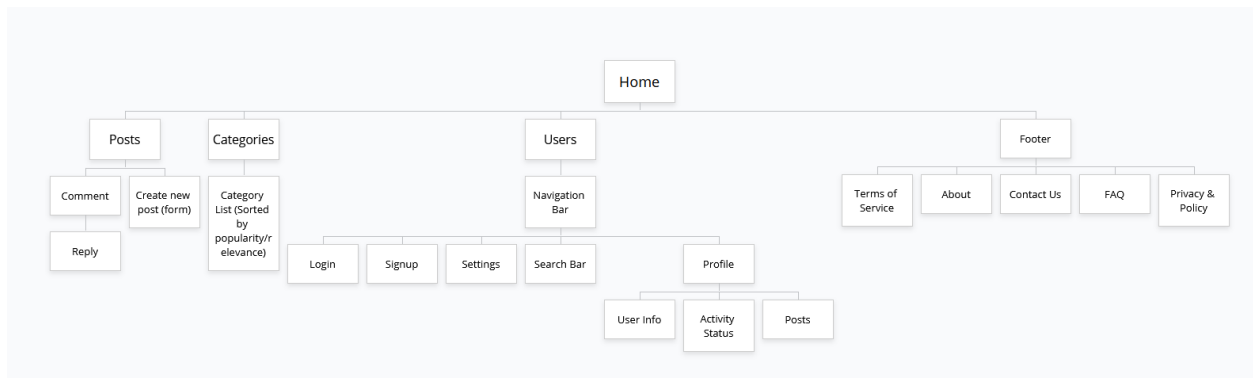 Home
Posts
Categories
Users
Footer
Comment
Create new
post (form)
Category
List (Sorted
by
popularity/r
elevance)
Navigation
Bar
Terms of
Service
About
Contact Us
FAQ
Privacy &
Policy
Reply
Login
Signup
Settings
Search Bar
Profile
User Info
Activity
Status
Posts